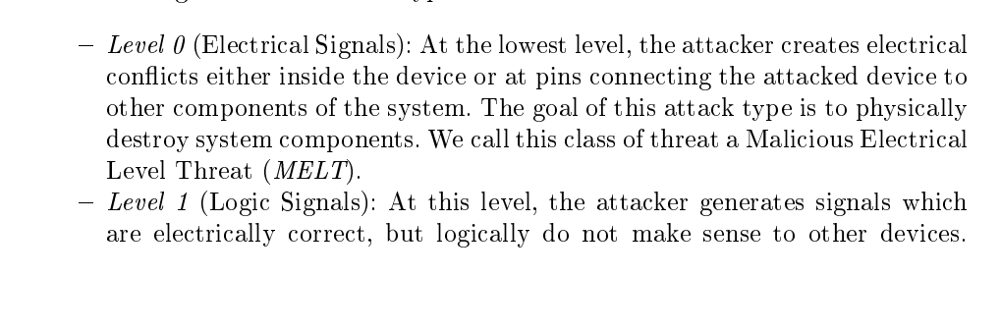 – Level 0 (Electrical Signals): At the lowest level, the attacker creates electrical
conflicts either inside the device or at pins connecting the attacked device to
other components of the system. The goal of this attack type is to physically
destroy system components. We call this class of threat a Malicious Electrical
Level Threat (MELT).
– Level 1 (Logic Signals): At this level, the attacker generates signals which
are electrically correct, but logically do not make sense to other devices.